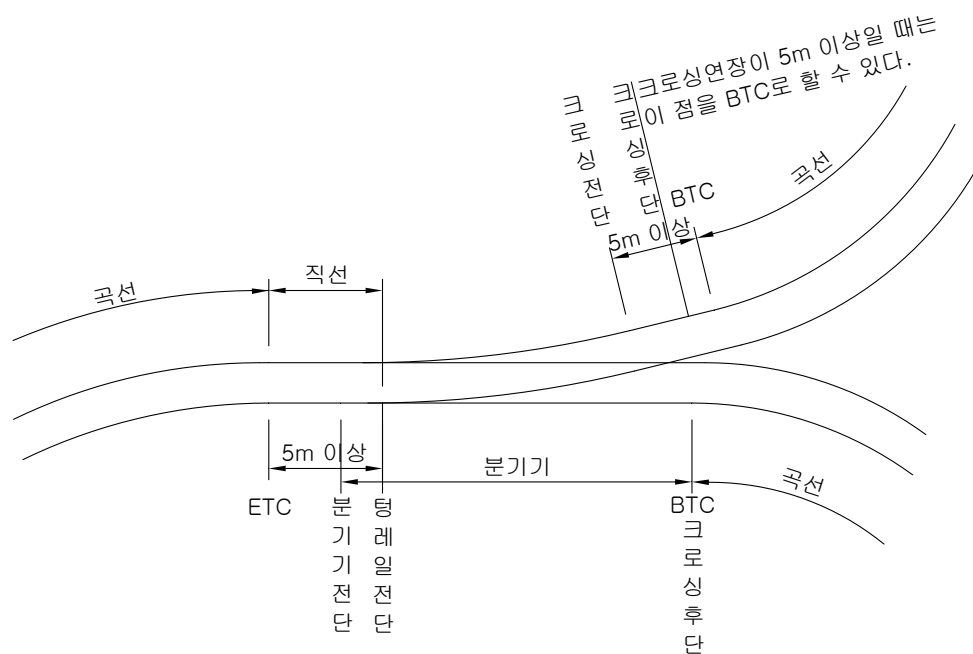 크로싱연장이 5m 이상일 때는
이 점을 BTC로 할 수 있다.
크로싱전단
크로싱후단
BTC
곡선
5m 이상
직선
곡선
5m 이상
분기기
곡선
ETC
분기기전단
텅레일전단
BTC
크로싱후단